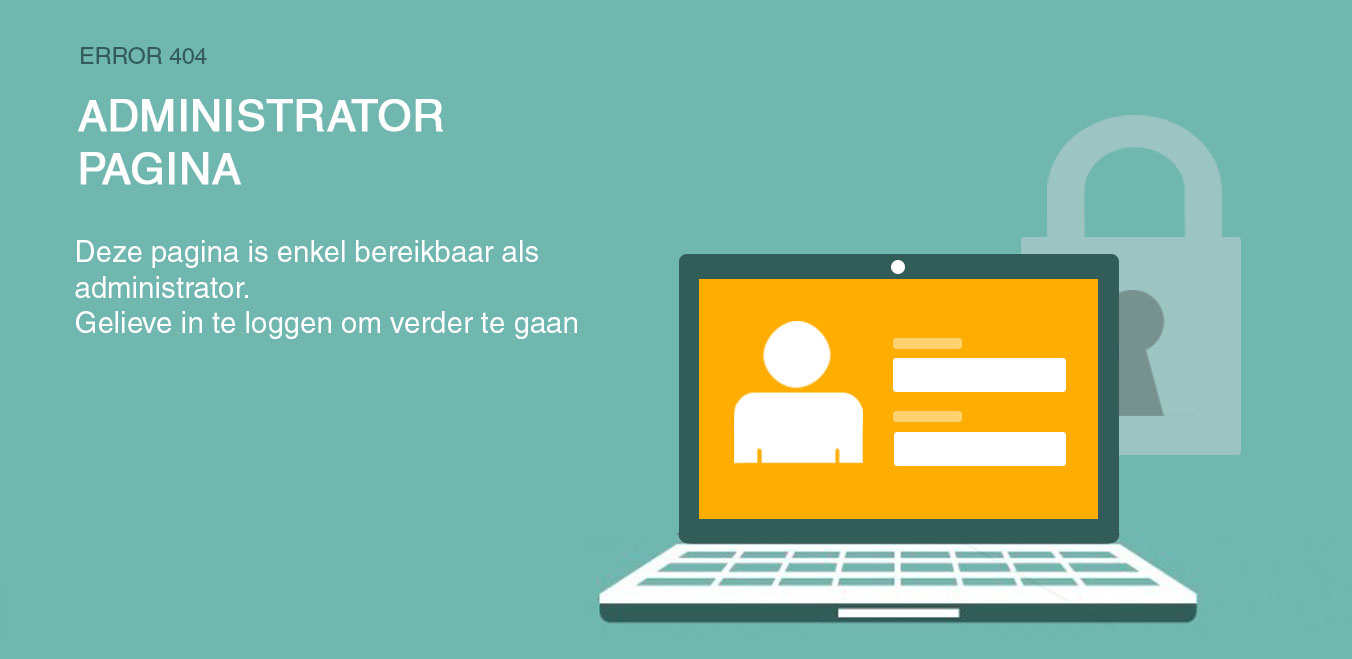 ERROR 404
ADMINISTRATOR
PAGINA
Deze pagina is enkel bereikbaar als
administrator.
Gelieve in te loggen om verder te gaan